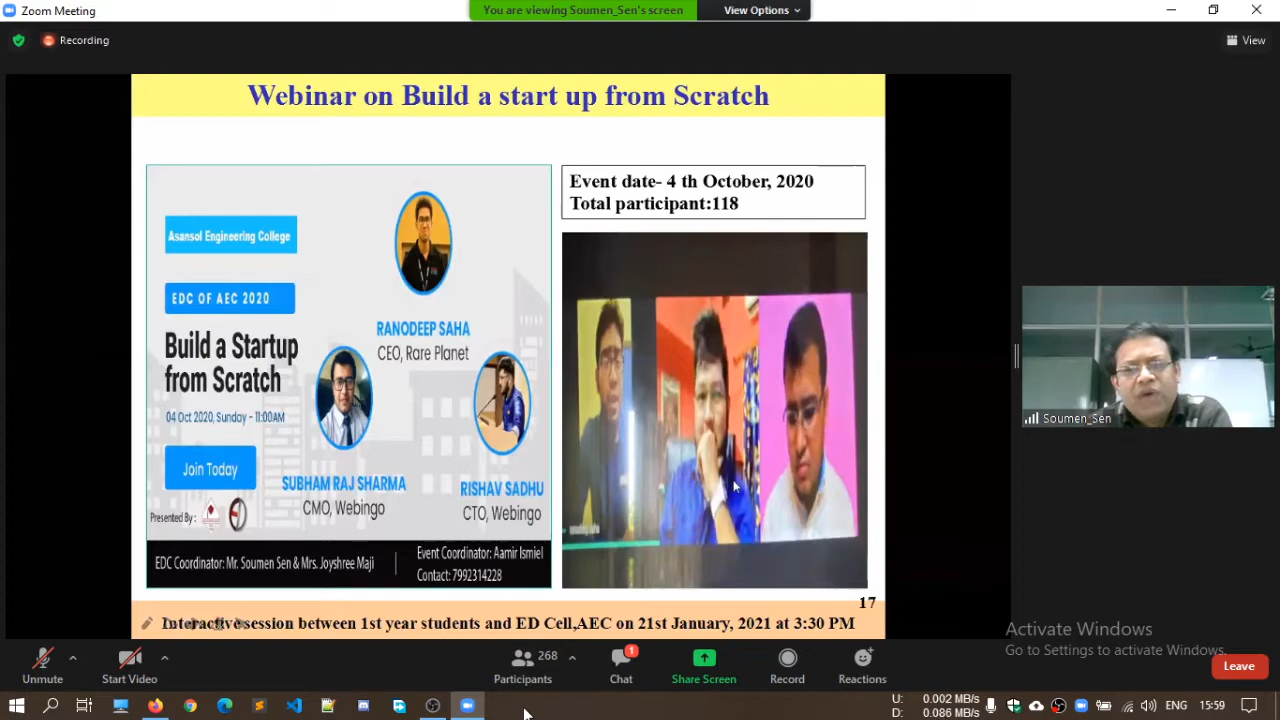 Zoom Meeting
You are viewing Soumen_Sen's screen
View Options
Recording
View
Webinar on Build a start up from Scratch
Asansol Engineering College
EDC OF AEC 2020
Build a Startup
from Scratch
04 Oct 2020, Sunday - 11:00AM
Join Today
Presented By :
RANODEEP SAHA
CEO, Rare Planet
SUBHAM RAJ SHARMA
CMO, Webingo
RISHAV SADHU
CTO, Webingo
EDC Coordinator: Mr. Soumen Sen & Mrs. Joyshree Maji
Event Coordinator: Aamir Ismiel
Contact: 7992314228
Event date- 4 th October, 2020
Total participant:118
17
Interactive session between 1st year students and ED Cell,AEC on 21st January, 2021 at 3:30 PM
Soumen_Sen
Activate Windows
Go to Settings to activate Windows.
Unmute
Start Video
268
Participants
1
Chat
Share Screen
Record
Reactions
Leave
U: 0.002 MB/s
D: 0.086 MB/s
ENG
15:59